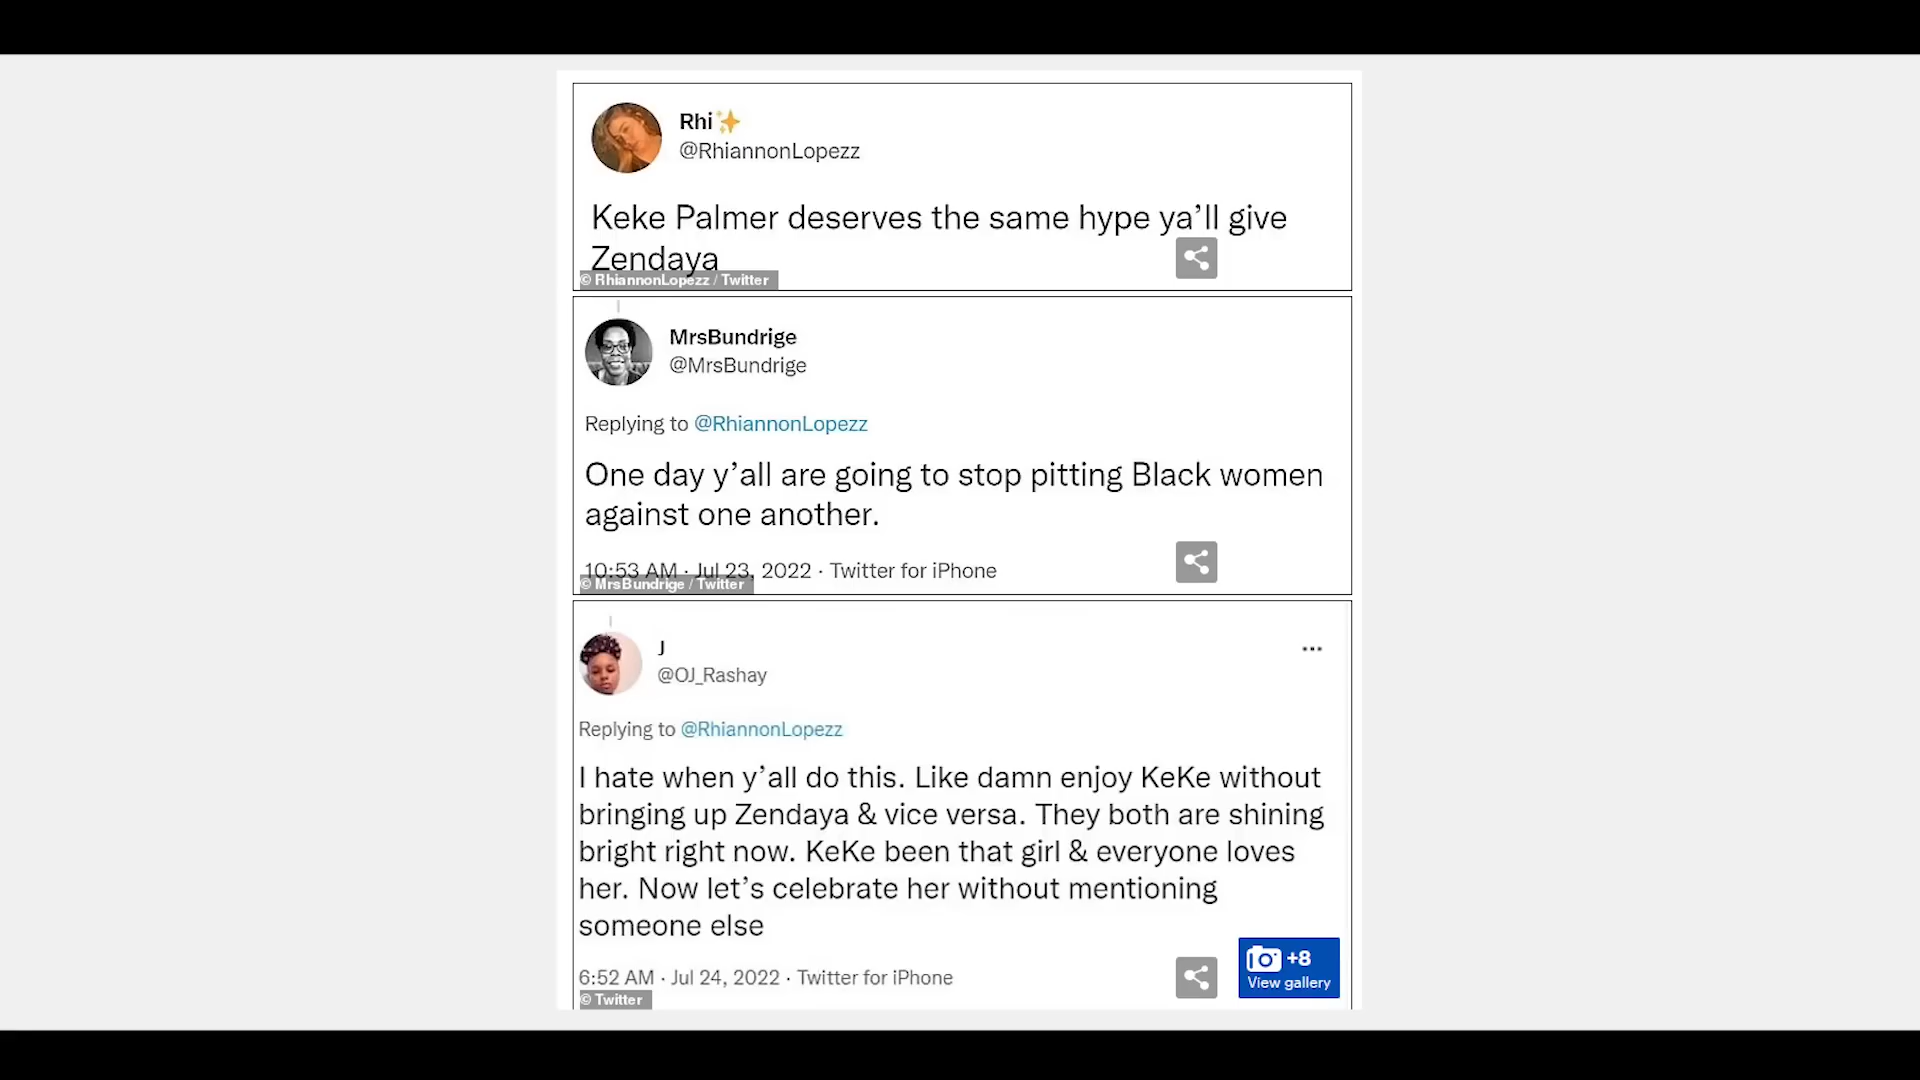 Rhi✨
@RhiannonLopezz
Keke Palmer deserves the same hype ya’ll give
Zendaya
© RhiannonLopezz / Twitter
MrsBundrige
@MrsBundrige
Replying to @RhiannonLopezz
One day y’all are going to stop pitting Black women
against one another.
10:53 AM · Jul 23, 2022 · Twitter for iPhone
© MrsBundrige / Twitter
J
@OJ_Rashay
Replying to @RhiannonLopezz
I hate when y’all do this. Like damn enjoy KeKe without
bringing up Zendaya & vice versa. They both are shining
bright right now. KeKe been that girl & everyone loves
her. Now let’s celebrate her without mentioning
someone else
6:52 AM · Jul 24, 2022 · Twitter for iPhone
© Twitter
+8
View gallery